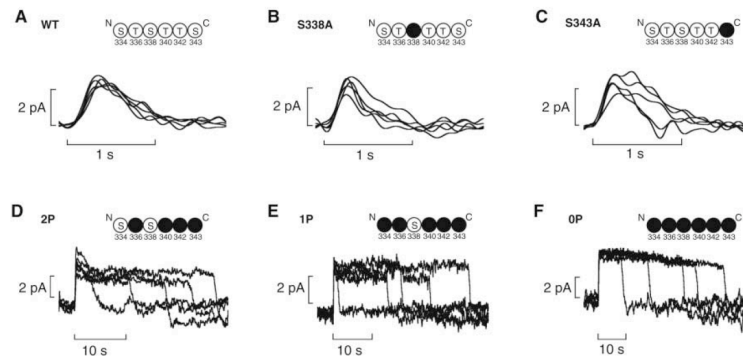 A WT N S T S T T S C
334 336 338 340 342 343
2 pA
1 s
B S338A N S T T T S C
334 336 338 340 342 343
2 pA
1 s
C S343A N S T S T T C
334 336 338 340 342 343
2 pA
1 s
D 2P N S S C
334 336 338 340 342 343
2 pA
10 s
E 1P N S C
334 336 338 340 342 343
2 pA
10 s
F 0P N C
334 336 338 340 342 343
2 pA
10 s